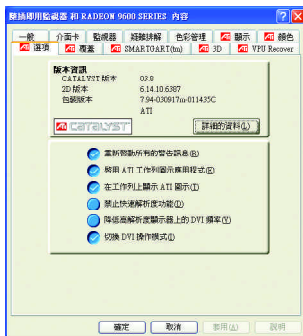 隨插即用監視器 和 RADEON 9600 SERIES 內容
一般 介面卡 監視器 疑難排解 色彩管理 顯示 顏色
選項 覆蓋 SMARTGART(tm) 3D VPU Recover
版本資訊
CATALYST 版本 03.8
2D 版本 6.14.10.6387
包裝版本 7.94-030917m-011435C
ATI
CATALYST 詳細的資料(L)
重新啟動所有的警告訊息(R)
啟用 ATI 工作列圖示應用程式(E)
在工作列上顯示 ATI 圖示(T)
禁止快速解析度功能(D)
降低高解析度顯示器上的 DVI 頻率(Y)
切換 DVI 操作模式(I)
確定 取消 套用(A) 說明